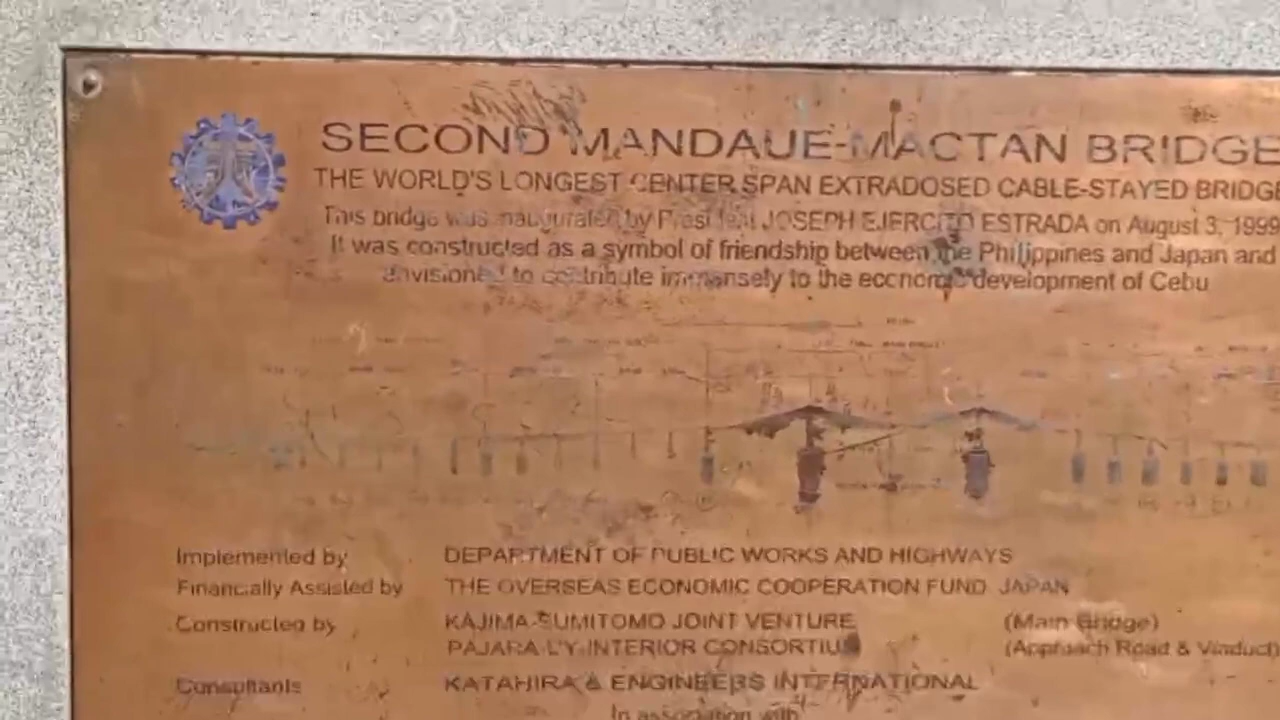 SECOND MANDAUE-MACTAN BRIDGE
THE WORLD'S LONGEST CENTER SPAN EXTRADOSED CABLE-STAYED BRIDGE
This bridge was inaugurated by President JOSEPH EJERCITO ESTRADA on August 3, 1999
It was constructed as a symbol of friendship between the Philippines and Japan and
envisioned to contribute immensely to the economic development of Cebu
Implemented by DEPARTMENT OF PUBLIC WORKS AND HIGHWAYS
Financially Assisted by THE OVERSEAS ECONOMIC COOPERATION FUND JAPAN
Constructed by KAJIMA-SUMITOMO JOINT VENTURE (Main Bridge)
INTERIOR CONSORTIUM (Approach Road & Viaduct)
Consultants KATAHIRA & ENGINEERS INTERNATIONAL
In association with